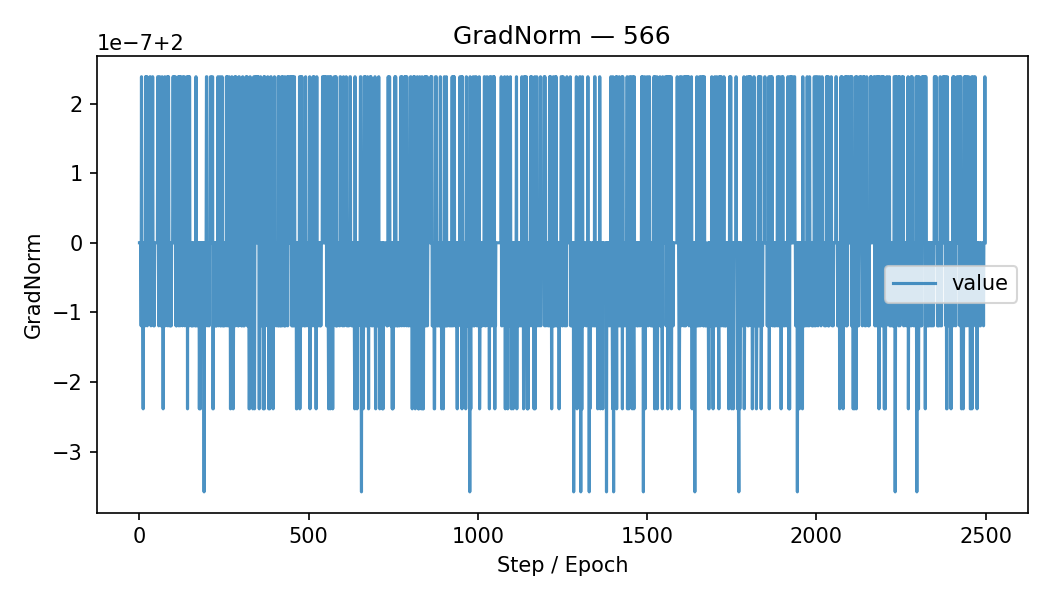 GradNorm — 566
1e−7+2
2
1
0
−1
−2
−3
GradNorm
value
0 500 1000 1500 2000 2500
Step / Epoch